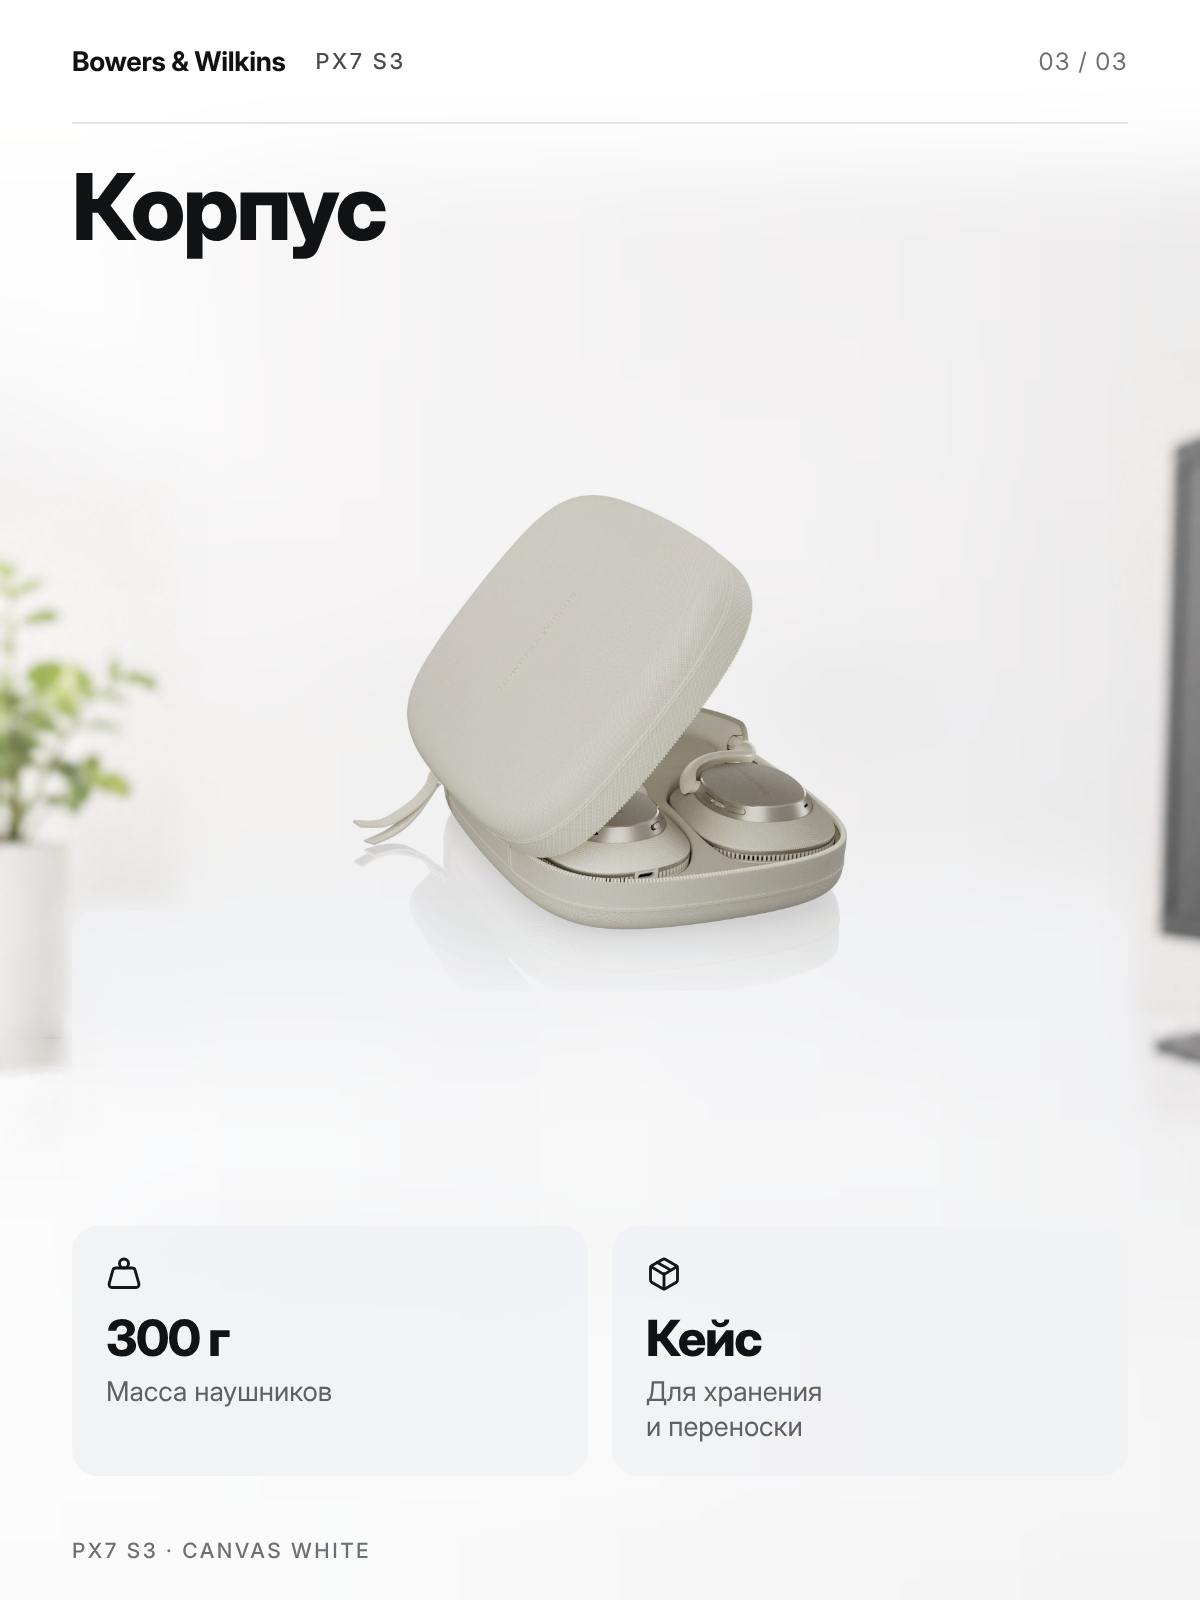 Bowers & Wilkins PX7 S3 03 / 03
Корпус
300 г
Масса наушников
Кейс
Для хранения
и переноски
PX7 S3 · CANVAS WHITE